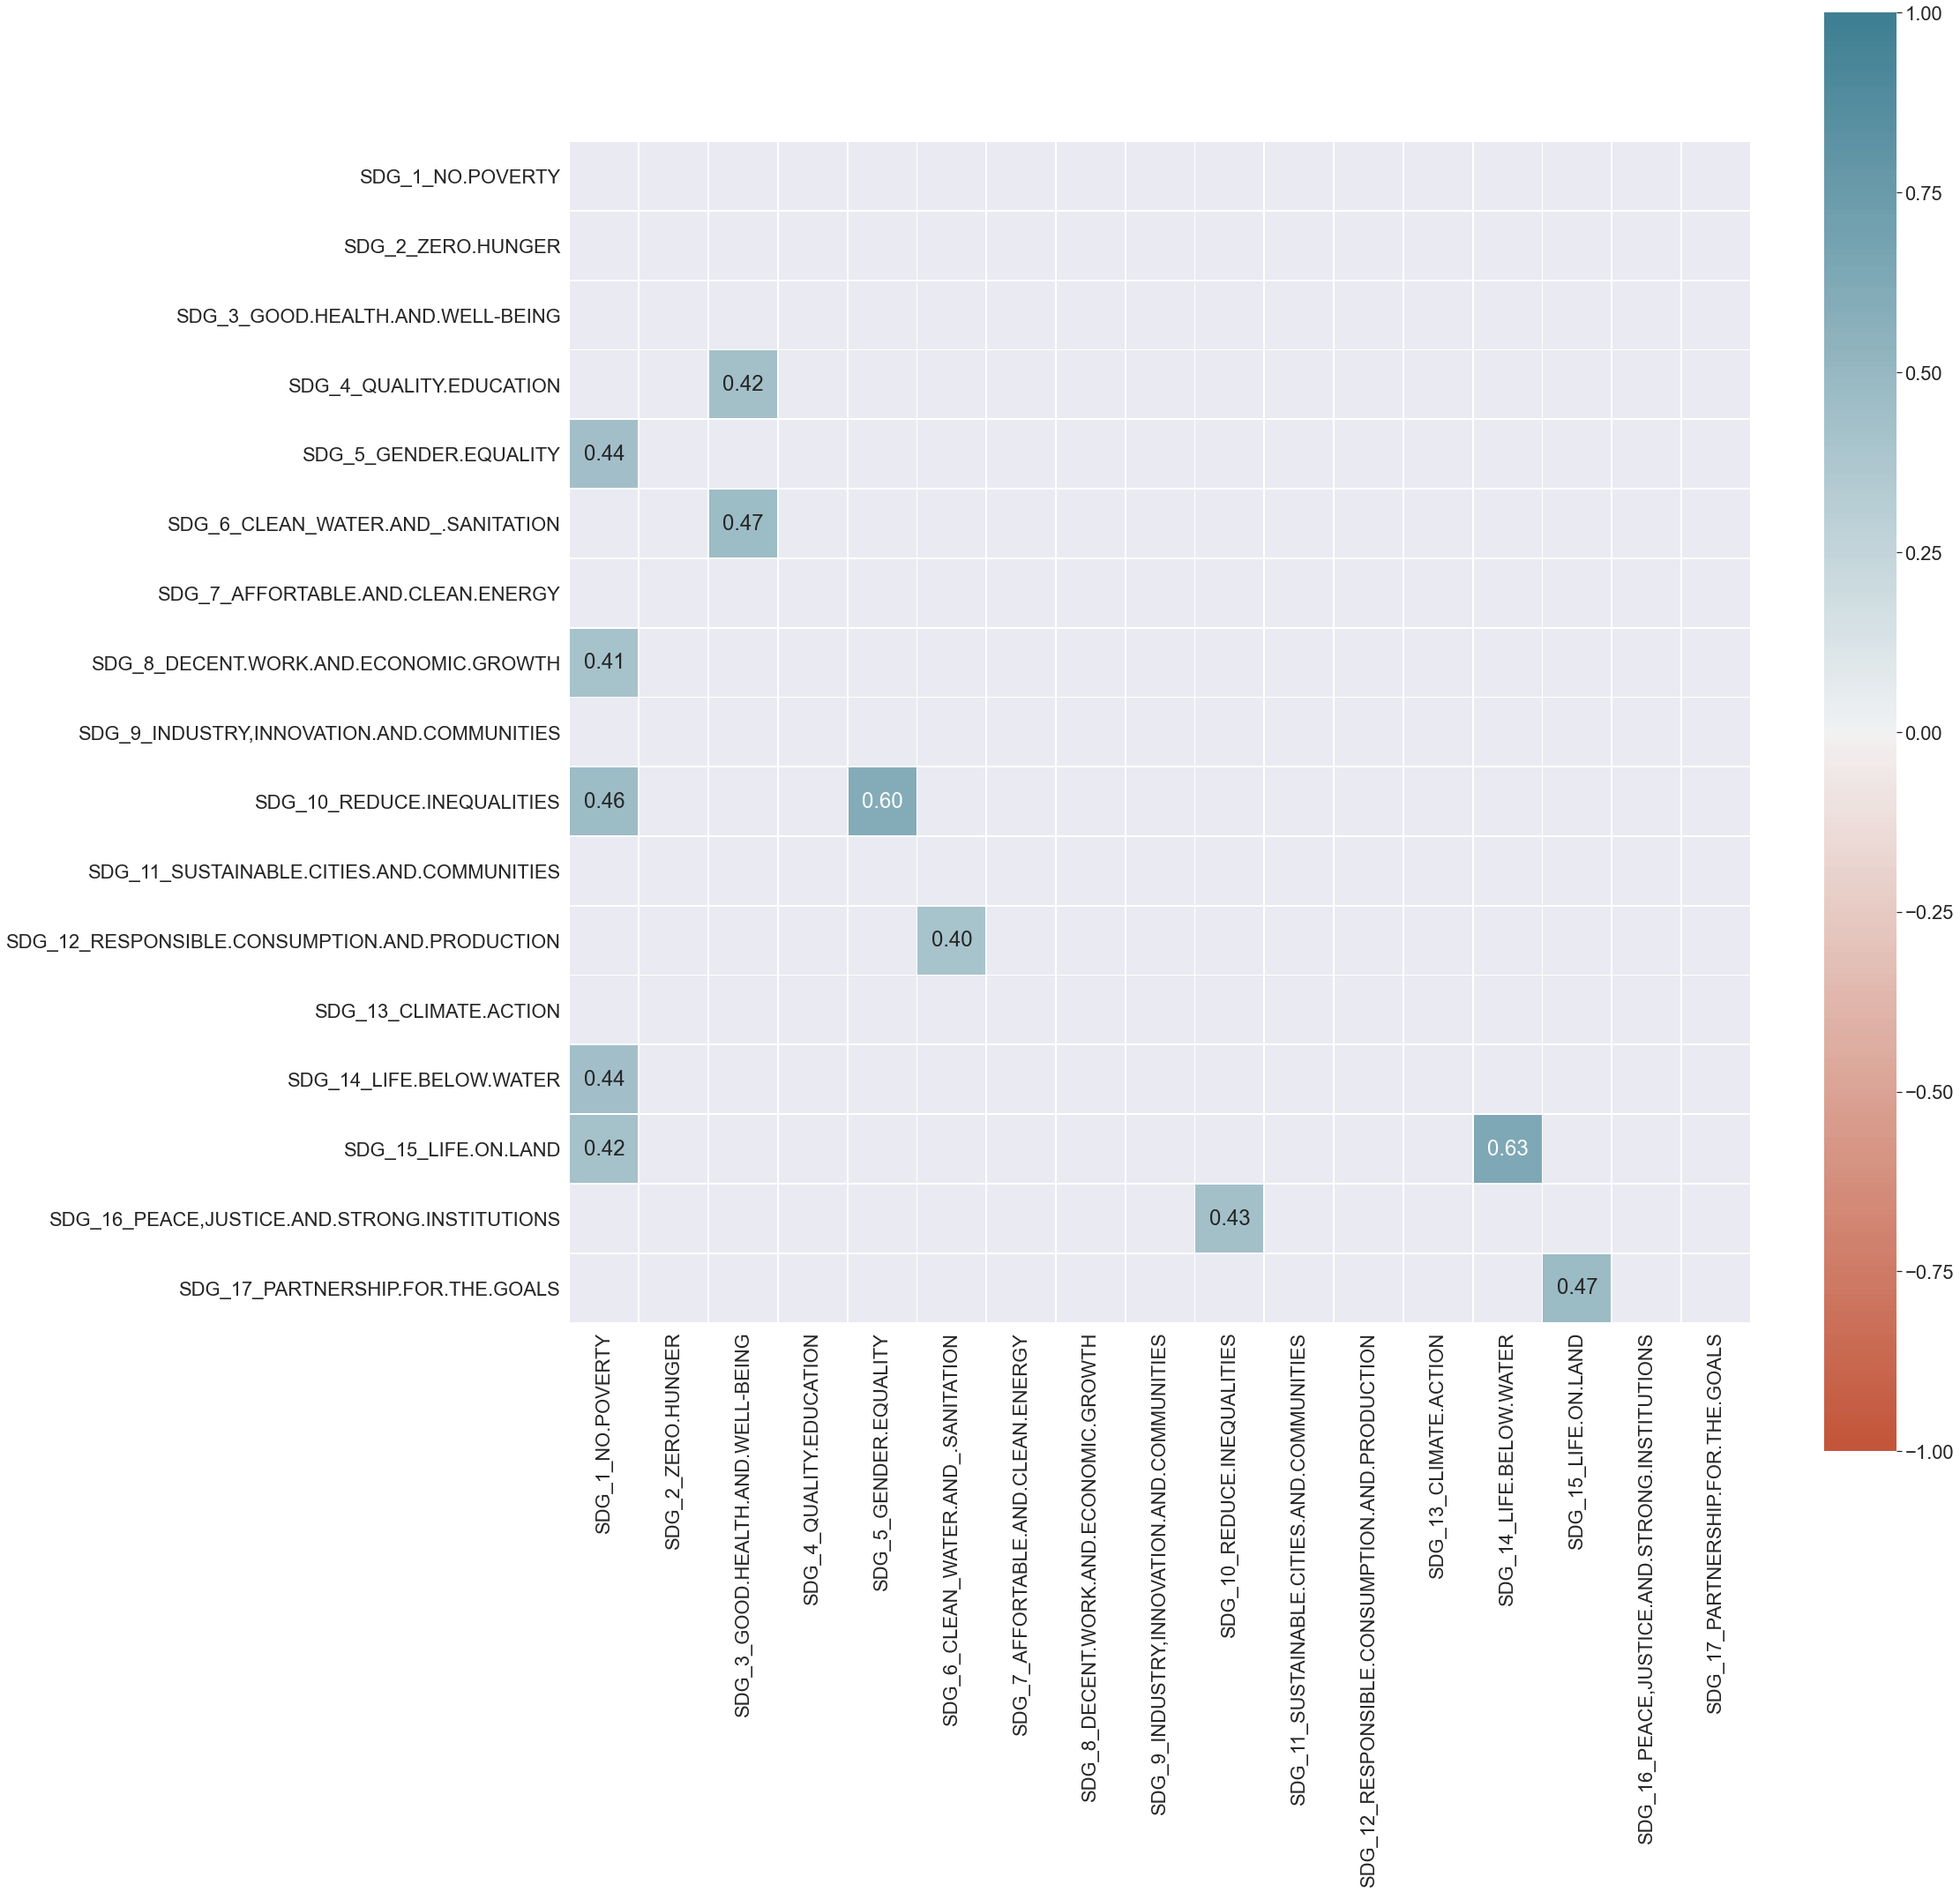 1.00
0.75
0.50
0.25
0.00
−0.25
−0.50
−0.75
−1.00
SDG_1_NO.POVERTY
SDG_2_ZERO.HUNGER
SDG_3_GOOD.HEALTH.AND.WELL-BEING
SDG_4_QUALITY.EDUCATION 0.42
SDG_5_GENDER.EQUALITY 0.44
SDG_6_CLEAN_WATER.AND_.SANITATION 0.47
SDG_7_AFFORTABLE.AND.CLEAN.ENERGY
SDG_8_DECENT.WORK.AND.ECONOMIC.GROWTH 0.41
SDG_9_INDUSTRY,INNOVATION.AND.COMMUNITIES
SDG_10_REDUCE.INEQUALITIES 0.46 0.60
SDG_11_SUSTAINABLE.CITIES.AND.COMMUNITIES
SDG_12_RESPONSIBLE.CONSUMPTION.AND.PRODUCTION 0.40
SDG_13_CLIMATE.ACTION
SDG_14_LIFE.BELOW.WATER 0.44
SDG_15_LIFE.ON.LAND 0.42 0.63
SDG_16_PEACE,JUSTICE.AND.STRONG.INSTITUTIONS 0.43
SDG_17_PARTNERSHIP.FOR.THE.GOALS 0.47
SDG_1_NO.POVERTY
SDG_2_ZERO.HUNGER
SDG_3_GOOD.HEALTH.AND.WELL-BEING
SDG_4_QUALITY.EDUCATION
SDG_5_GENDER.EQUALITY
SDG_6_CLEAN_WATER.AND_.SANITATION
SDG_7_AFFORTABLE.AND.CLEAN.ENERGY
SDG_8_DECENT.WORK.AND.ECONOMIC.GROWTH
SDG_9_INDUSTRY,INNOVATION.AND.COMMUNITIES
SDG_10_REDUCE.INEQUALITIES
SDG_11_SUSTAINABLE.CITIES.AND.COMMUNITIES
SDG_12_RESPONSIBLE.CONSUMPTION.AND.PRODUCTION
SDG_13_CLIMATE.ACTION
SDG_14_LIFE.BELOW.WATER
SDG_15_LIFE.ON.LAND
SDG_16_PEACE,JUSTICE.AND.STRONG.INSTITUTIONS
SDG_17_PARTNERSHIP.FOR.THE.GOALS